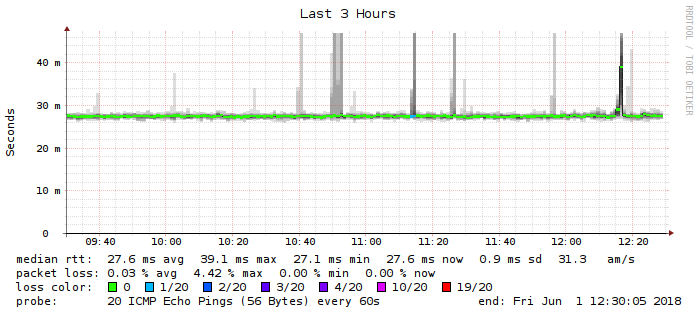 Last 3 Hours
RRDTOOL / TOBI OETIKER
Seconds
40 m
30 m
20 m
10 m
0
09:40 10:00 10:20 10:40 11:00 11:20 11:40 12:00 12:20
median rtt: 27.6 ms avg 39.1 ms max 27.1 ms min 27.6 ms now 0.9 ms sd 31.3 am/s
packet loss: 0.03 % avg 4.42 % max 0.00 % min 0.00 % now
loss color: 0 1/20 2/20 3/20 4/20 10/20 19/20
probe: 20 ICMP Echo Pings (56 Bytes) every 60s end: Fri Jun 1 12:30:05 2018